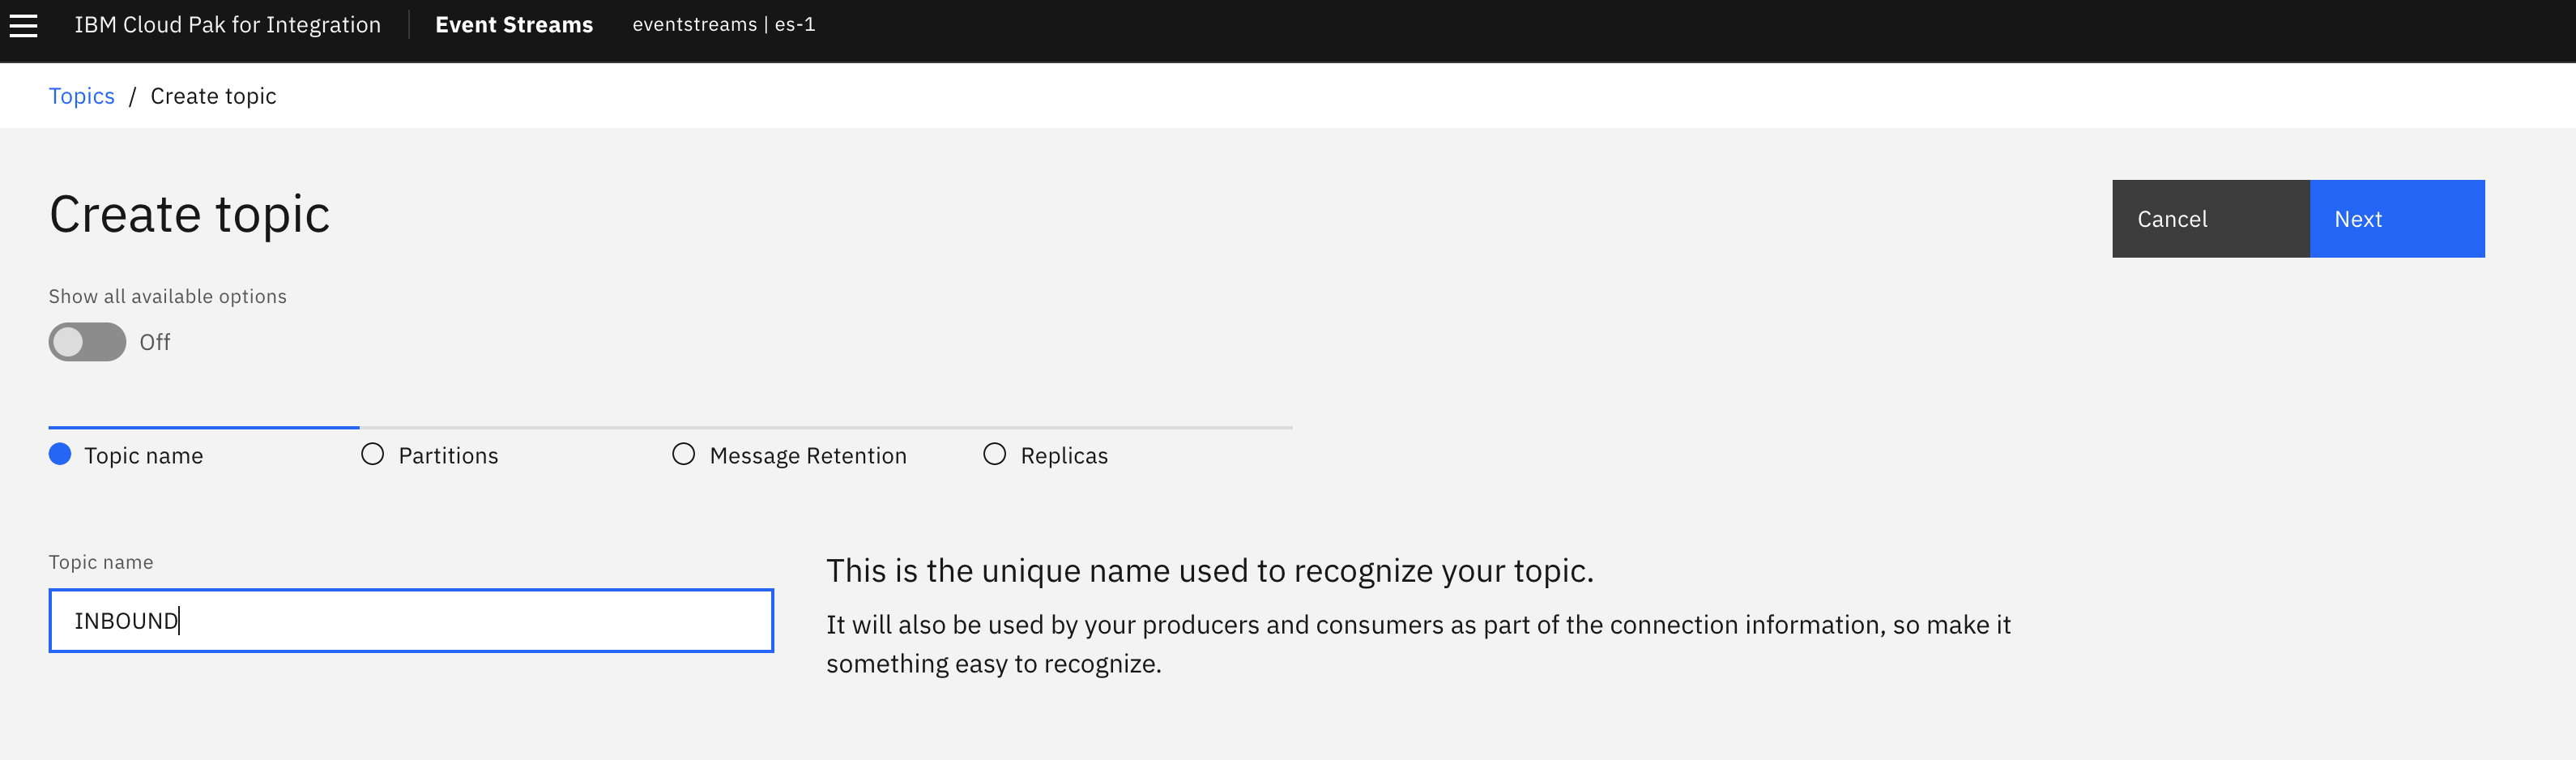 IBM Cloud Pak for Integration Event Streams eventstreams | es-1
Topics / Create topic
Create topic
Cancel Next
Show all available options
Off
Topic name Partitions Message Retention Replicas
Topic name
INBOUND
This is the unique name used to recognize your topic.
It will also be used by your producers and consumers as part of the connection information, so make it
something easy to recognize.